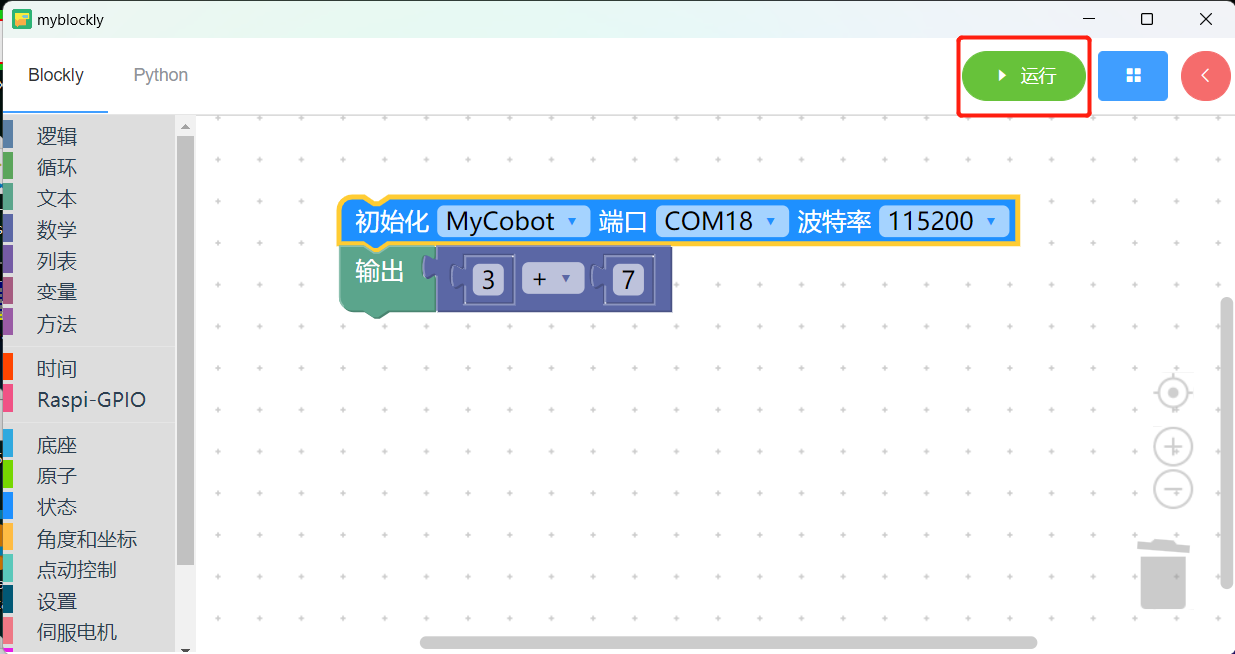 myblockly
Blockly Python 运行
逻辑
循环
文本
数学
列表
变量
方法
时间
Raspi-GPIO
底座
原子
状态
角度和坐标
点动控制
设置
伺服电机
初始化 MyCobot 端口 COM18 波特率 115200
输出 3 + 7